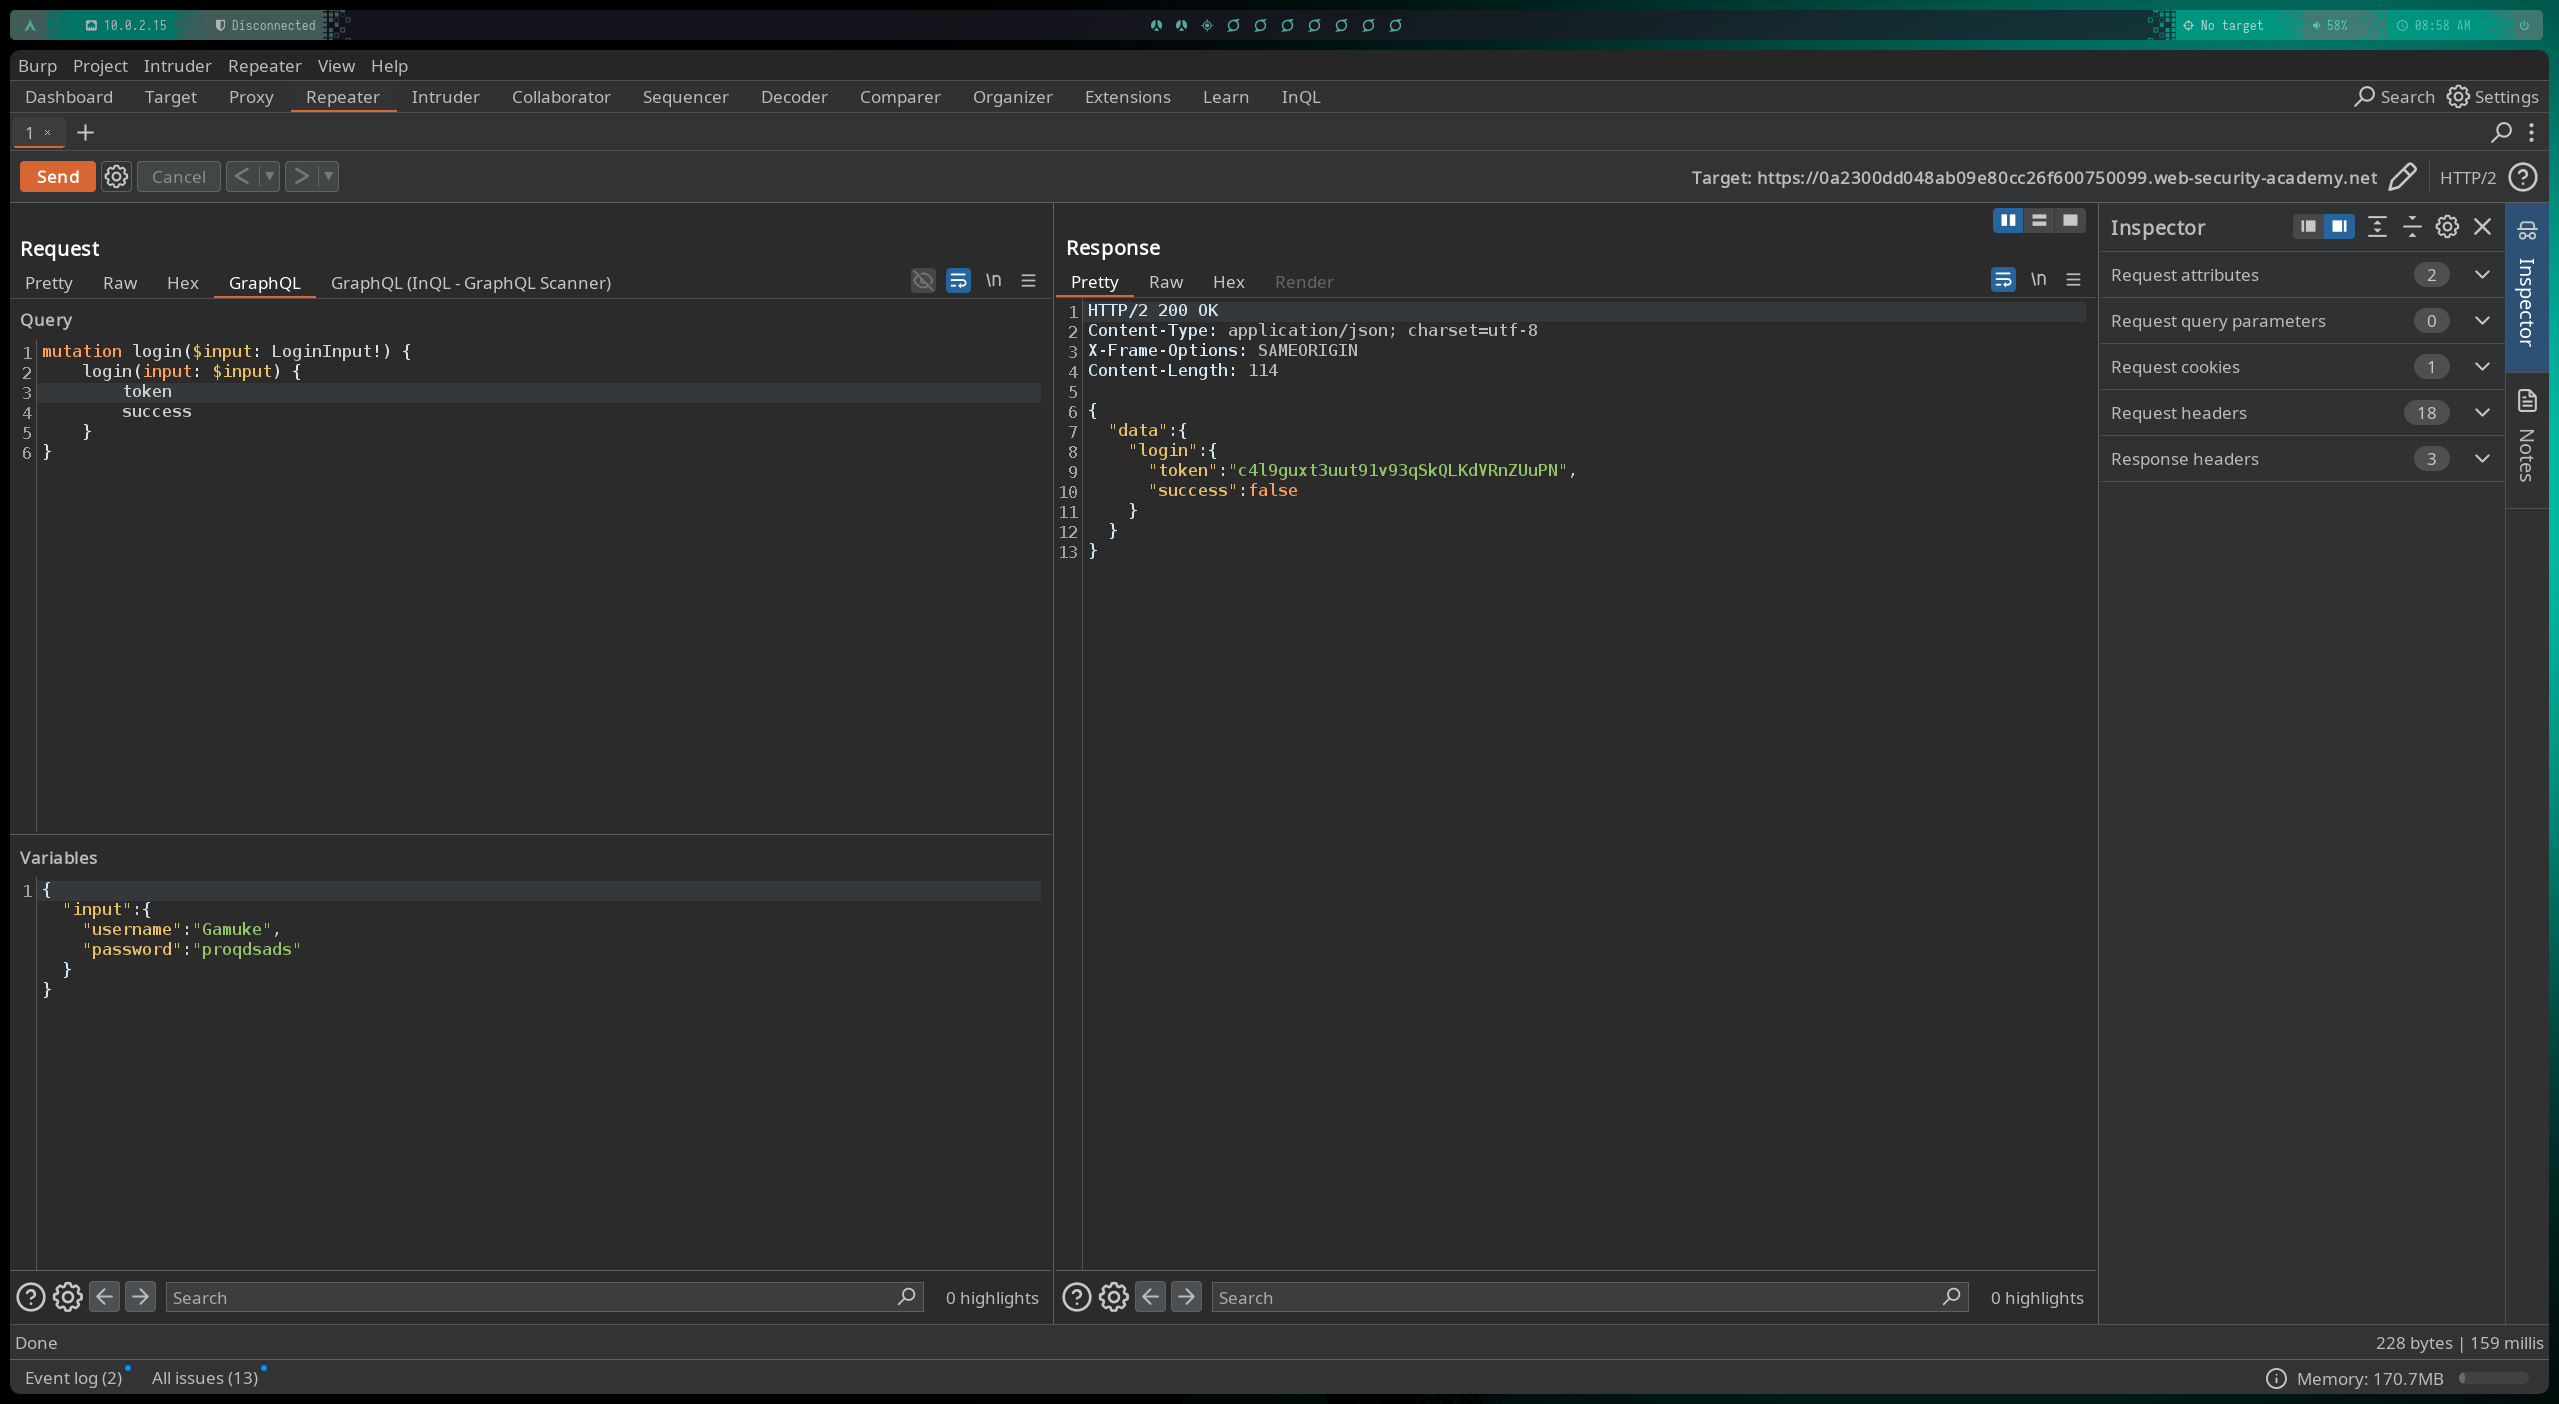 10.0.2.15 Disconnected No target 58% 08:58 AM
Burp Project Intruder Repeater View Help
Dashboard Target Proxy Repeater Intruder Collaborator Sequencer Decoder Comparer Organizer Extensions Learn InQL Search Settings
1 ×
Send Cancel < > Target: https://0a2300dd048ab09e80cc26f600750099.web-security-academy.net HTTP/2
Request
Pretty Raw Hex GraphQL GraphQL (InQL - GraphQL Scanner) \n
Query
1 mutation login($input: LoginInput!) {
2 login(input: $input) {
3 token
4 success
5 }
6 }
Variables
1 {
"input":{
"username":"Gamuke",
"password":"proqdsads"
}
}
Search 0 highlights
Response
Pretty Raw Hex Render \n
1 HTTP/2 200 OK
2 Content-Type: application/json; charset=utf-8
3 X-Frame-Options: SAMEORIGIN
4 Content-Length: 114
5
6 {
7 "data":{
8 "login":{
9 "token":"c4l9guxt3uut91v93qSkQLKdVRnZUuPN",
10 "success":false
11 }
12 }
13 }
Search 0 highlights
Inspector
Request attributes 2
Request query parameters 0
Request cookies 1
Request headers 18
Response headers 3
Inspector
Notes
Done 228 bytes | 159 millis
Event log (2) All issues (13) Memory: 170.7MB